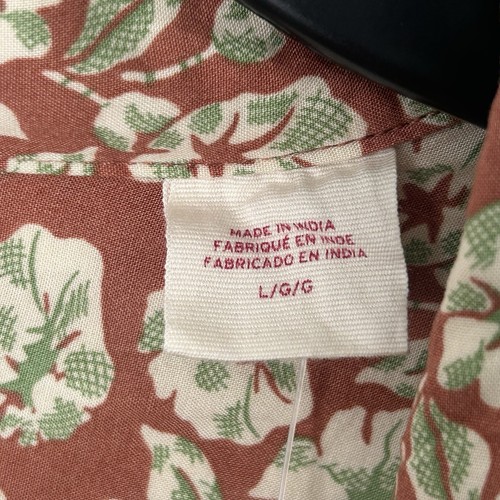 MADE IN INDIA
FABRIQUÉ EN INDE
FABRICADO EN INDIA
L/G/G